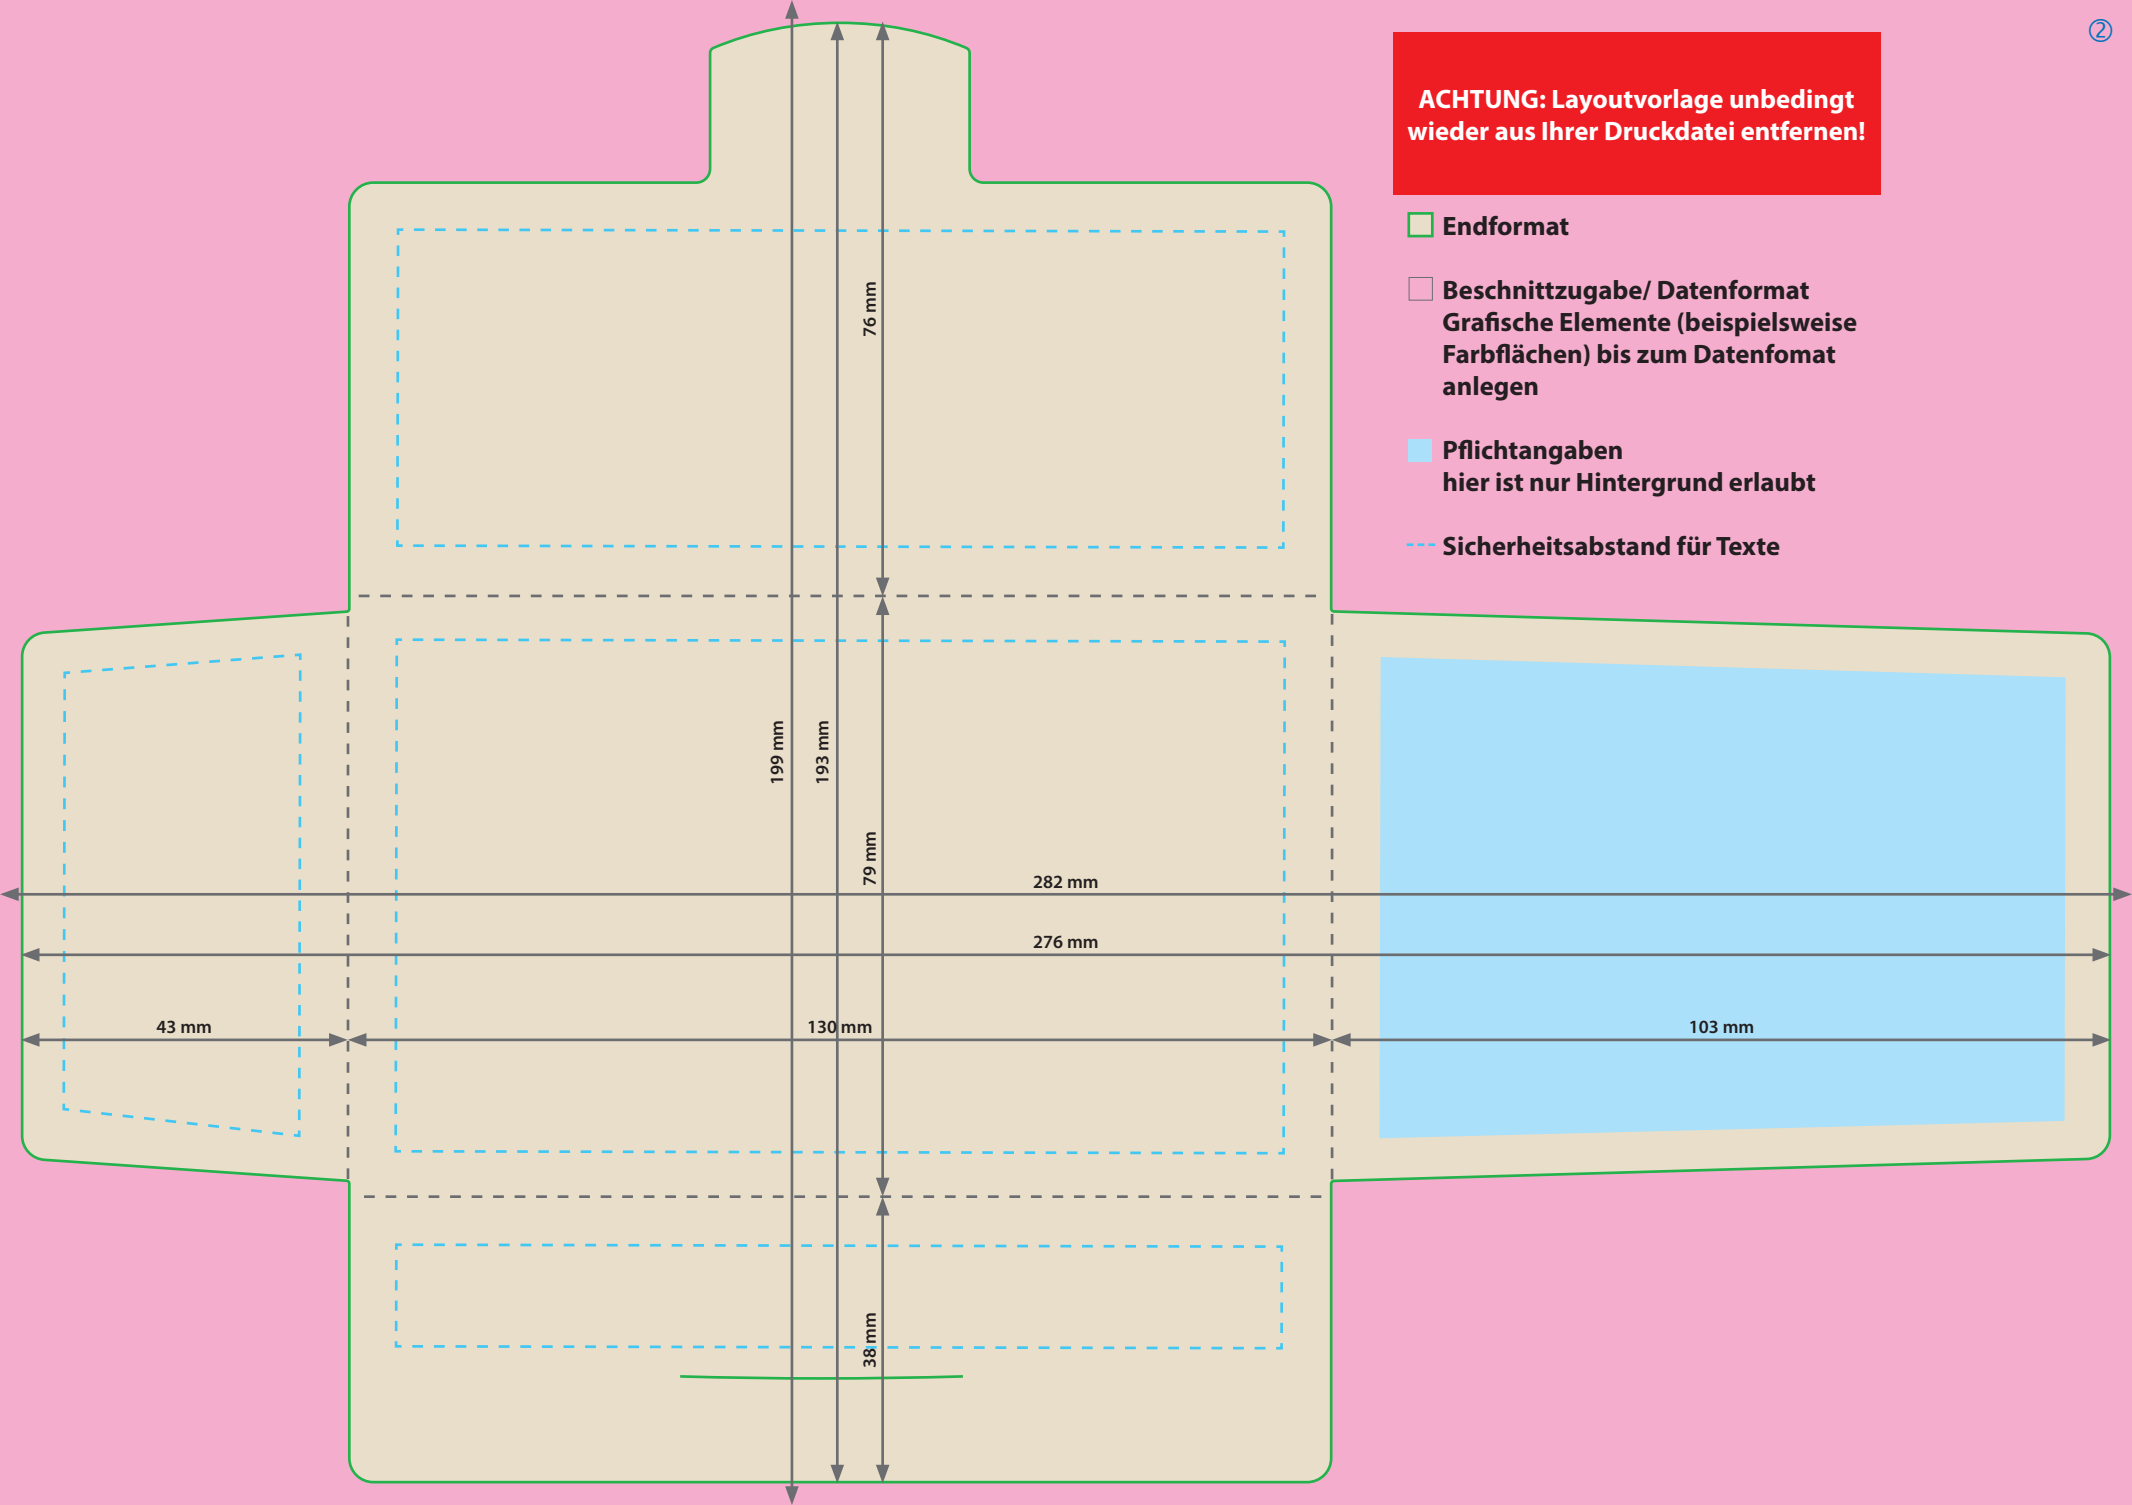 ②
ACHTUNG: Layoutvorlage unbedingt
wieder aus Ihrer Druckdatei entfernen!
Endformat
Beschnittzugabe/ Datenformat
Grafische Elemente (beispielsweise
Farbflächen) bis zum Datenfomat
anlegen
Pflichtangaben
hier ist nur Hintergrund erlaubt
Sicherheitsabstand für Texte
76 mm
199 mm
193 mm
79 mm
282 mm
276 mm
43 mm
130 mm
103 mm
38 mm